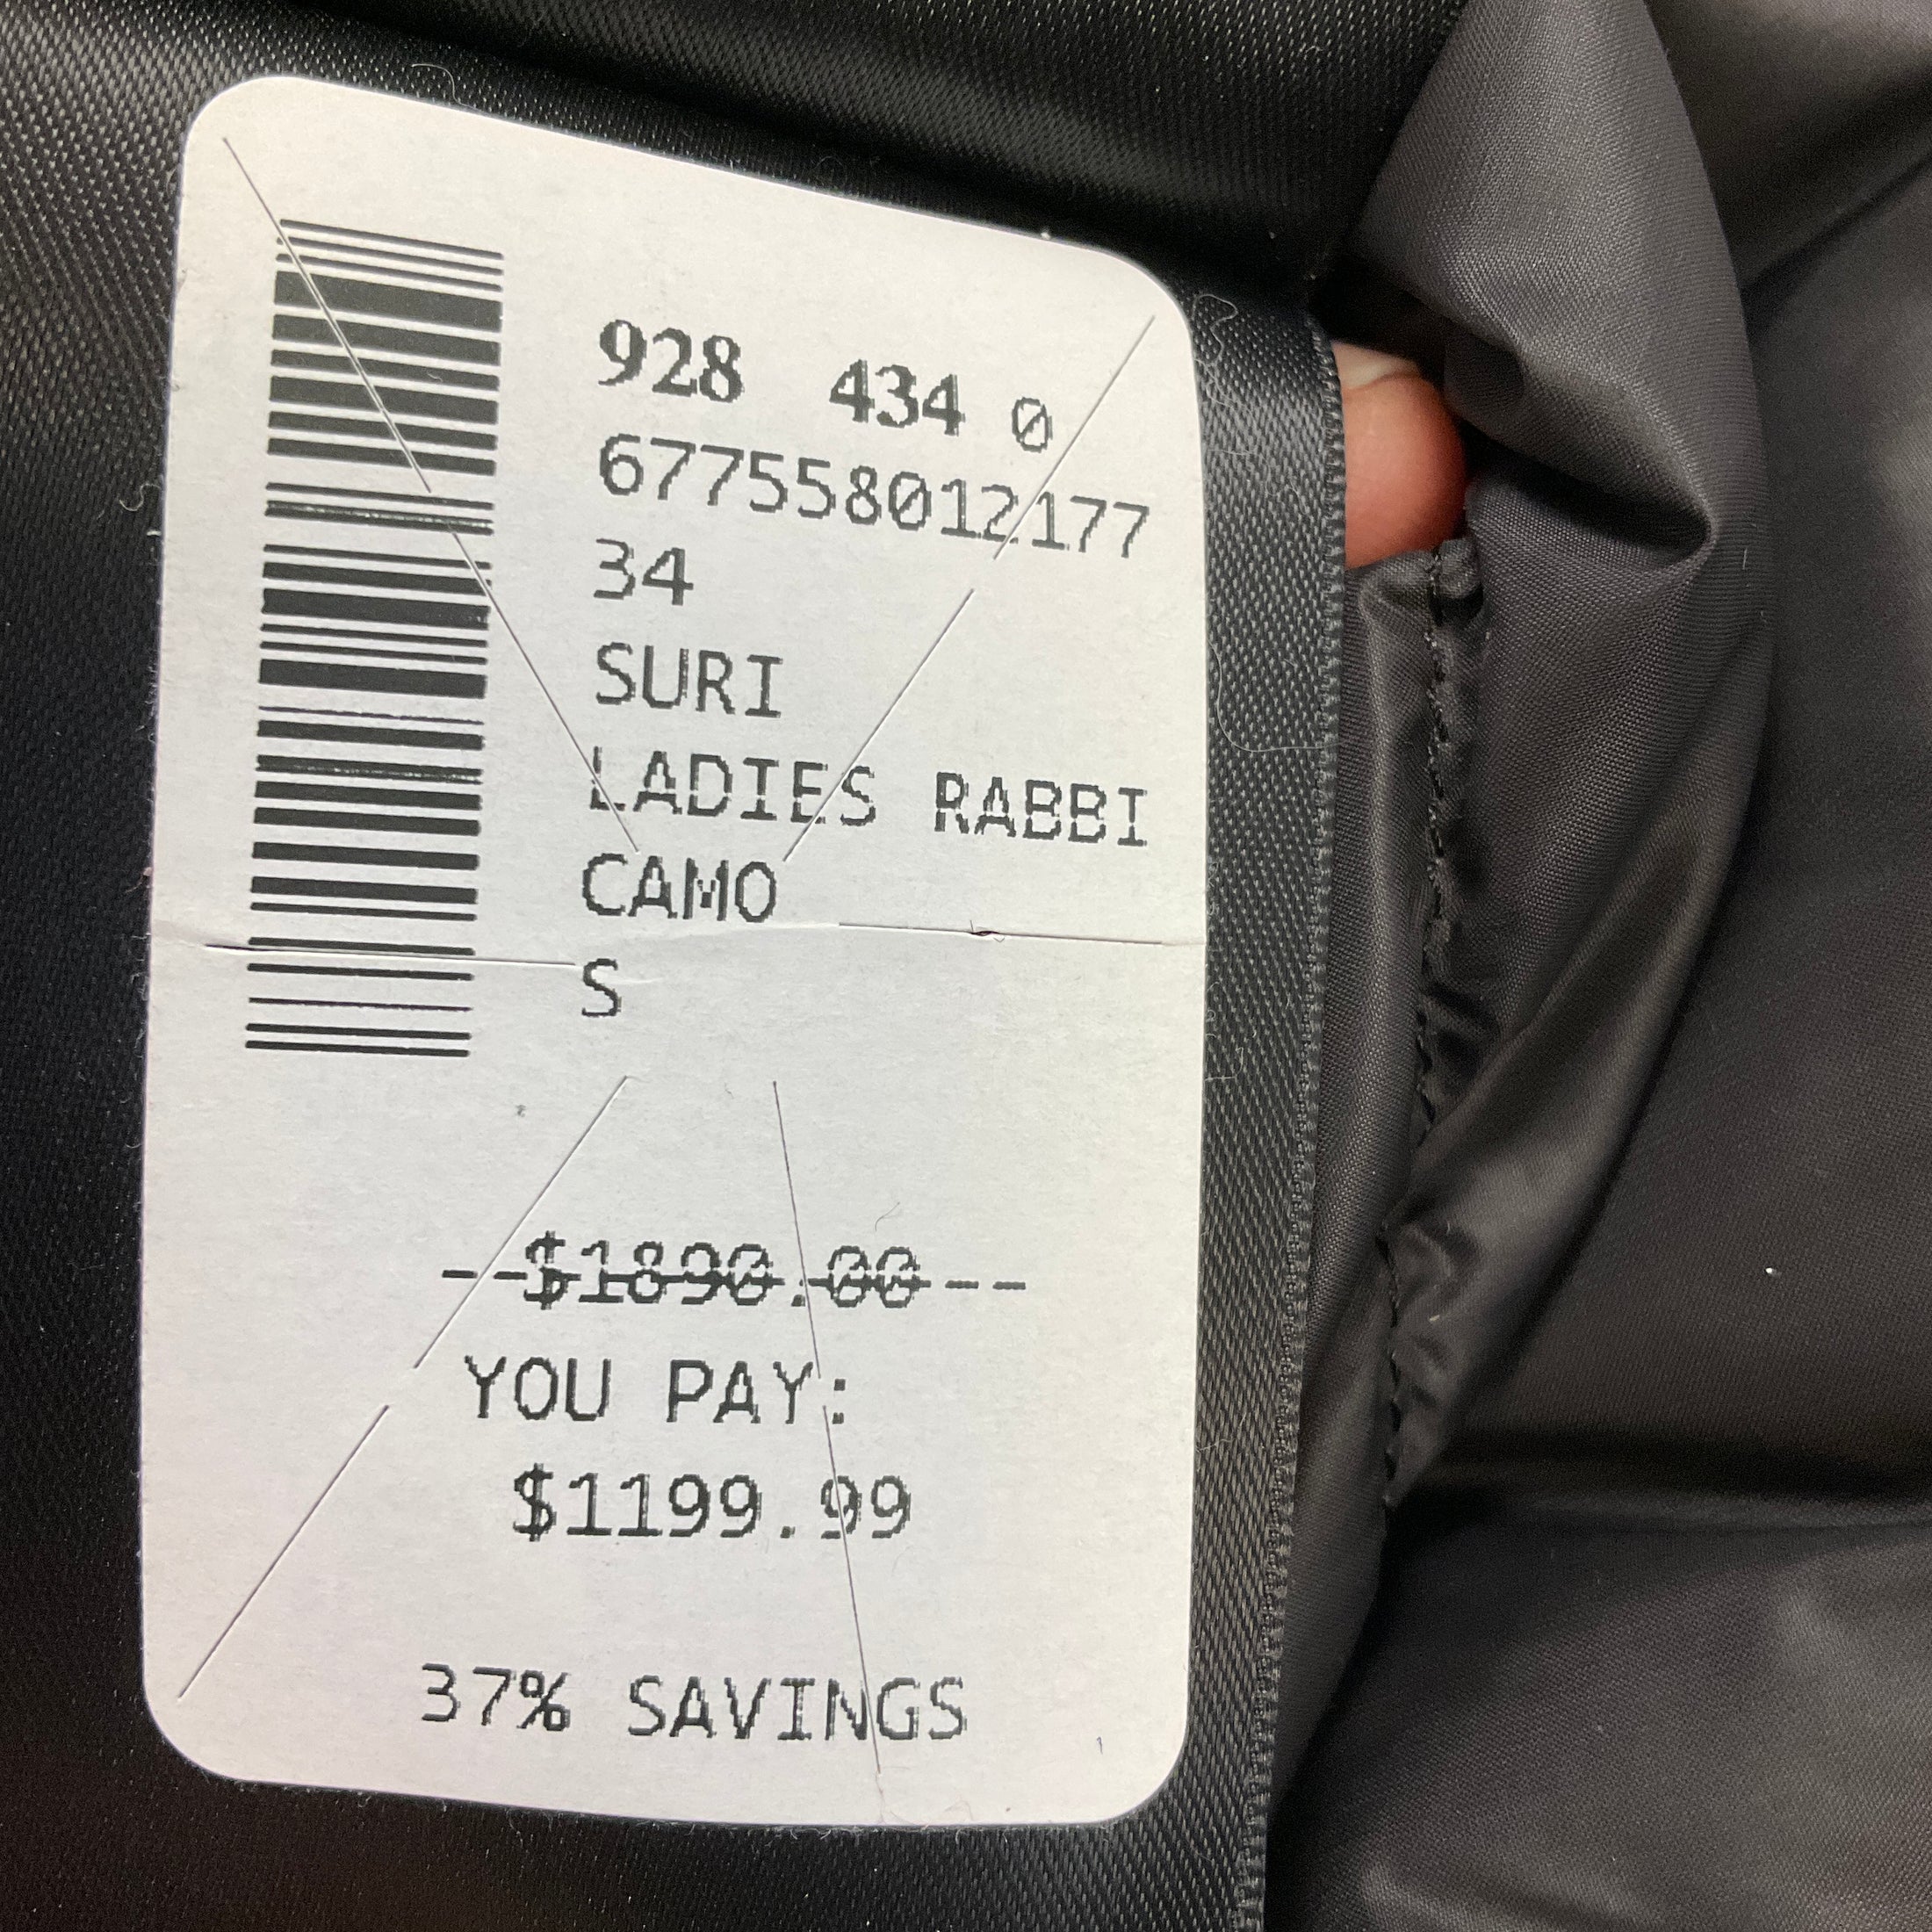 928 434 0
677558012177
34
SURI
LADIES RABBI
CAMO
S
--$1890.00--
YOU PAY:
$1199.99
37% SAVINGS